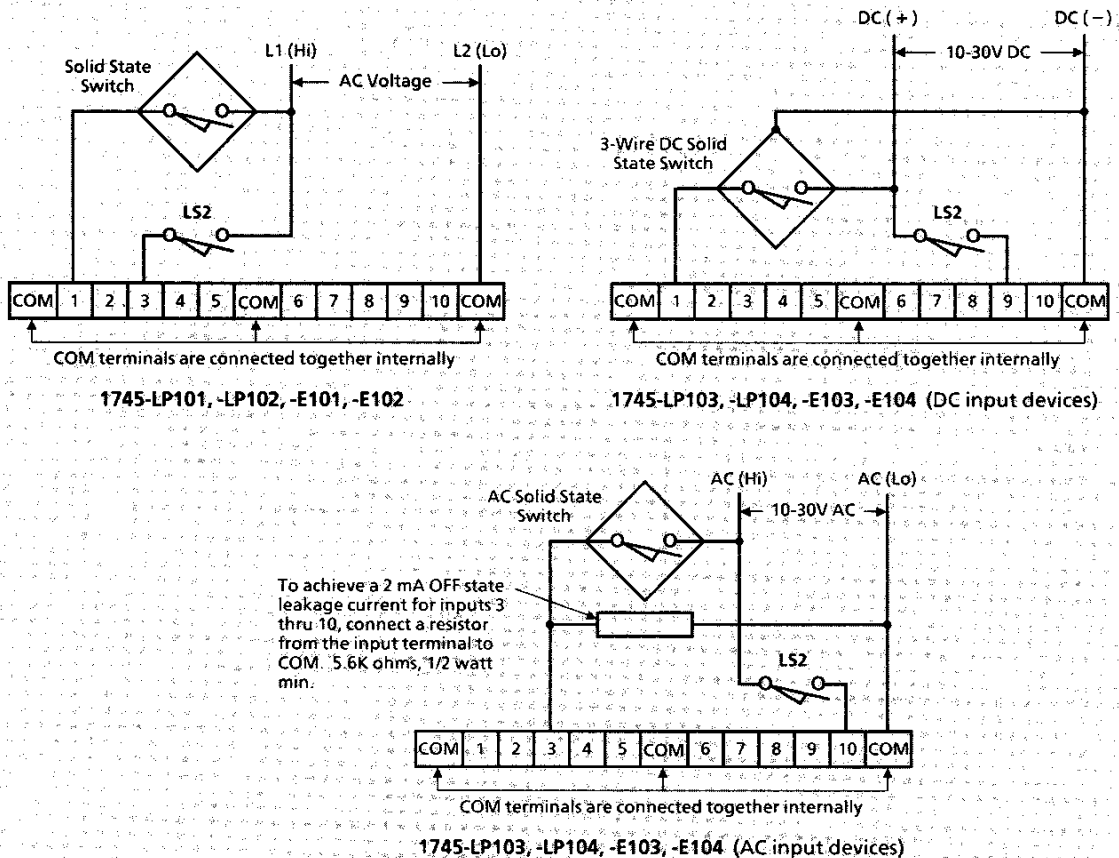 L1 (Hi)
L2 (Lo)
Solid State
Switch
AC Voltage
LS2
COM 1 2 3 4 5 COM 6 7 8 9 10 COM
COM terminals are connected together internally
1745-LP101, -LP102, -E101, -E102
DC (+)
DC (−)
10-30V DC
3-Wire DC Solid
State Switch
LS2
COM 1 2 3 4 5 COM 6 7 8 9 10 COM
COM terminals are connected together internally
1745-LP103, -LP104, -E103, -E104 (DC input devices)
AC (Hi)
AC (Lo)
AC Solid State
Switch
10-30V AC
To achieve a 2 mA OFF state
leakage current for inputs 3
thru 10, connect a resistor
from the input terminal to
COM. 5.6K ohms, 1/2 watt
min.
LS2
COM 1 2 3 4 5 COM 6 7 8 9 10 COM
COM terminals are connected together internally
1745-LP103, -LP104, -E103, -E104 (AC input devices)